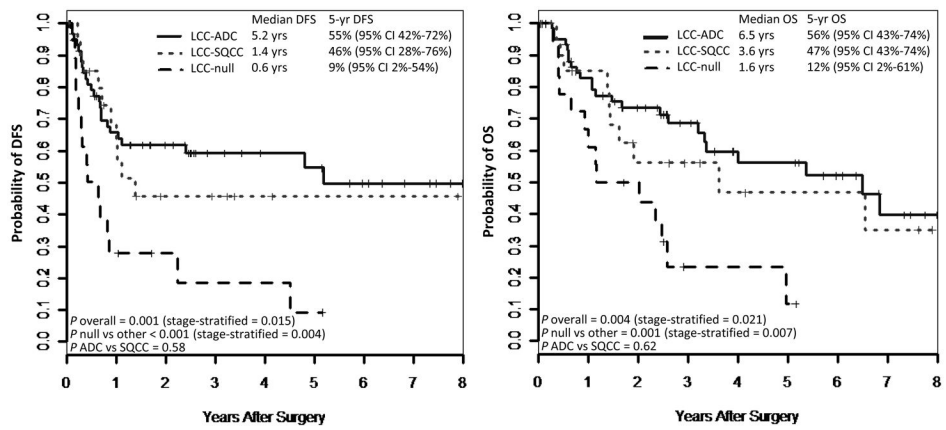 Median DFS 5-yr DFS
LCC-ADC 5.2 yrs 55% (95% CI 42%-72%)
LCC-SQCC 1.4 yrs 46% (95% CI 28%-76%)
LCC-null 0.6 yrs 9% (95% CI 2%-54%)
Probability of DFS
1.0
0.9
0.8
0.7
0.6
0.5
0.4
0.3
0.2
0.1
0.0
P overall = 0.001 (stage-stratified = 0.015)
P null vs other < 0.001 (stage-stratified = 0.004)
P ADC vs SQCC = 0.58
0 1 2 3 4 5 6 7 8
Years After Surgery
Median OS 5-yr OS
LCC-ADC 6.5 yrs 56% (95% CI 43%-74%)
LCC-SQCC 3.6 yrs 47% (95% CI 43%-74%)
LCC-null 1.6 yrs 12% (95% CI 2%-61%)
Probability of OS
1.0
0.9
0.8
0.7
0.6
0.5
0.4
0.3
0.2
0.1
0.0
P overall = 0.004 (stage-stratified = 0.021)
P null vs other = 0.001 (stage-stratified = 0.007)
P ADC vs SQCC = 0.62
0 1 2 3 4 5 6 7 8
Years After Surgery